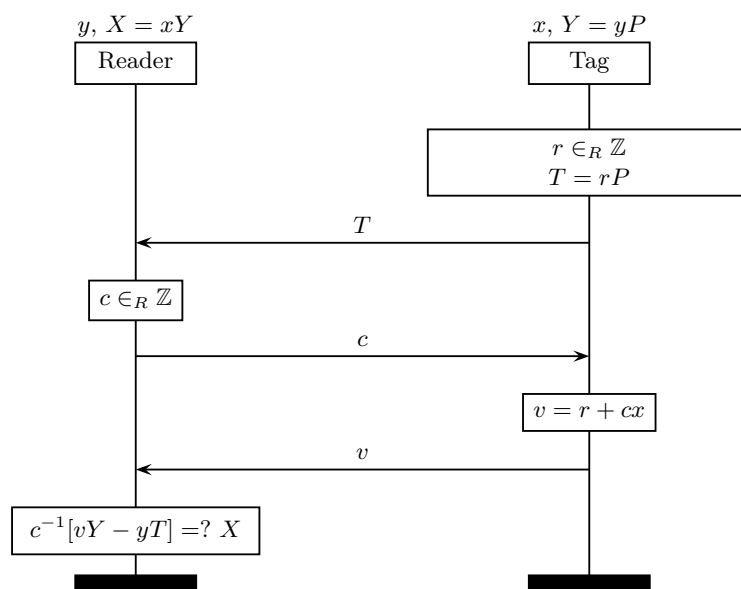 y, X = xY
x, Y = yP
Reader
Tag
r ∈_R ℤ
T = rP
T
c ∈_R ℤ
c
v = r + cx
v
c^{-1}[vY − yT] =? X